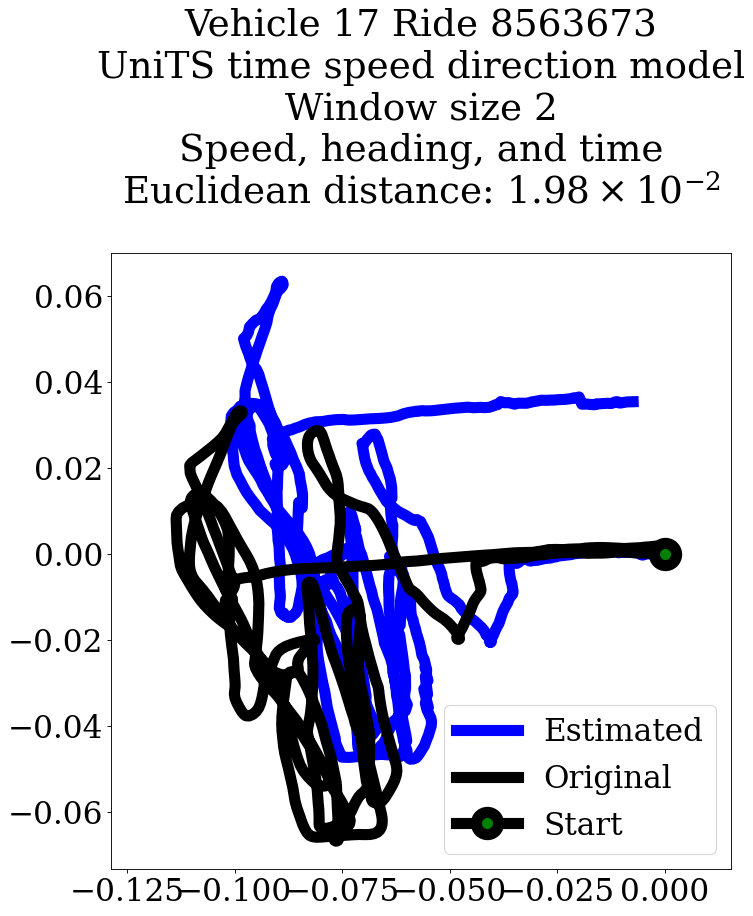 Vehicle 17 Ride 8563673
UniTS time speed direction model
Window size 2
Speed, heading, and time
Euclidean distance: 1.98 × 10⁻²
0.06
0.04
0.02
0.00
−0.02
−0.04
−0.06
Estimated
Original
Start
−0.125 −0.100 −0.075 −0.050 −0.025 0.000